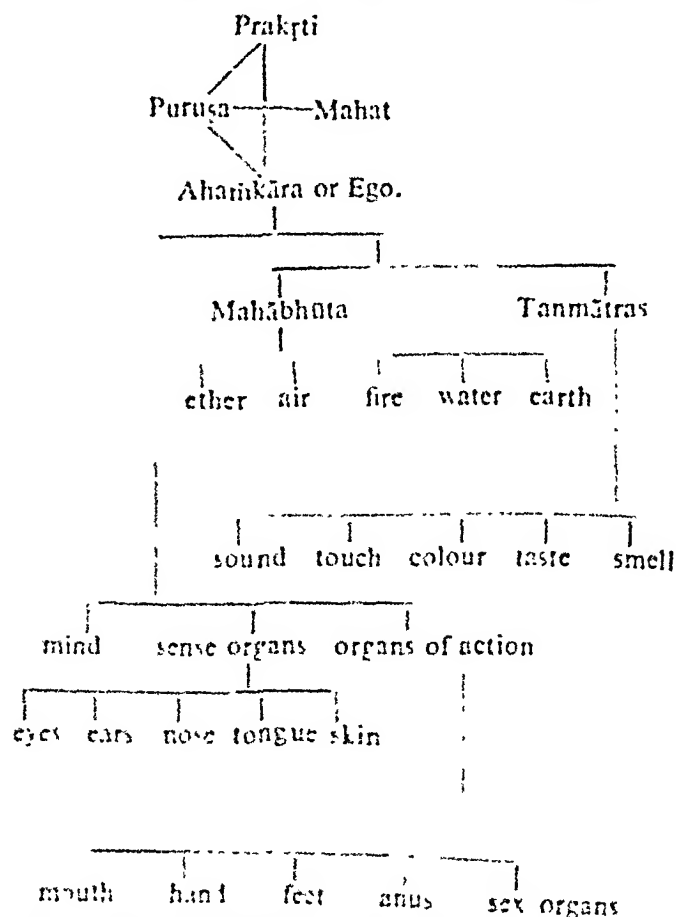 Prakṛti
Puruṣa Mahat
Ahaṁkāra or Ego.
Mahābhūta Tanmātras
ether air fire water earth
sound touch colour taste smell
mind sense organs organs of action
eyes ears nose tongue skin
mouth hand feet anus sex organs